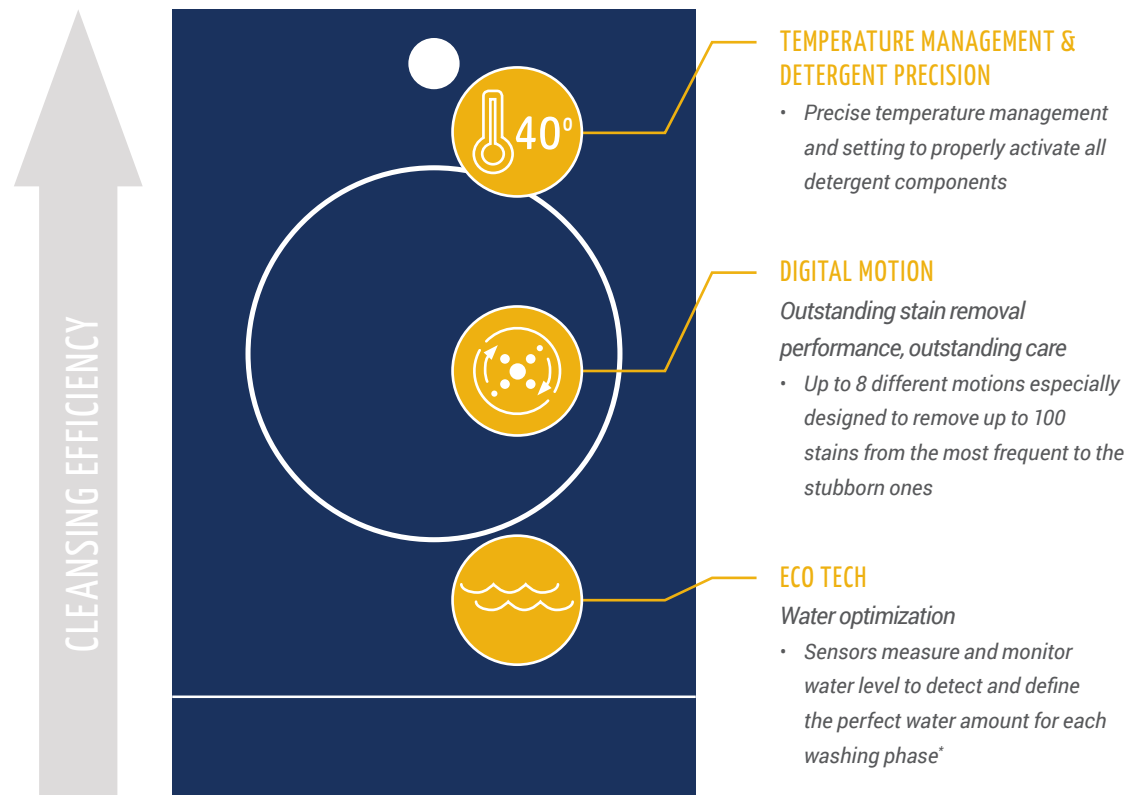 CLEANSING EFFICIENCY
40⁰
TEMPERATURE MANAGEMENT &
DETERGENT PRECISION
• Precise temperature management
and setting to properly activate all
detergent components
DIGITAL MOTION
Outstanding stain removal
performance, outstanding care
• Up to 8 different motions especially
designed to remove up to 100
stains from the most frequent to the
stubborn ones
ECO TECH
Water optimization
• Sensors measure and monitor
water level to detect and define
the perfect water amount for each
washing phase*